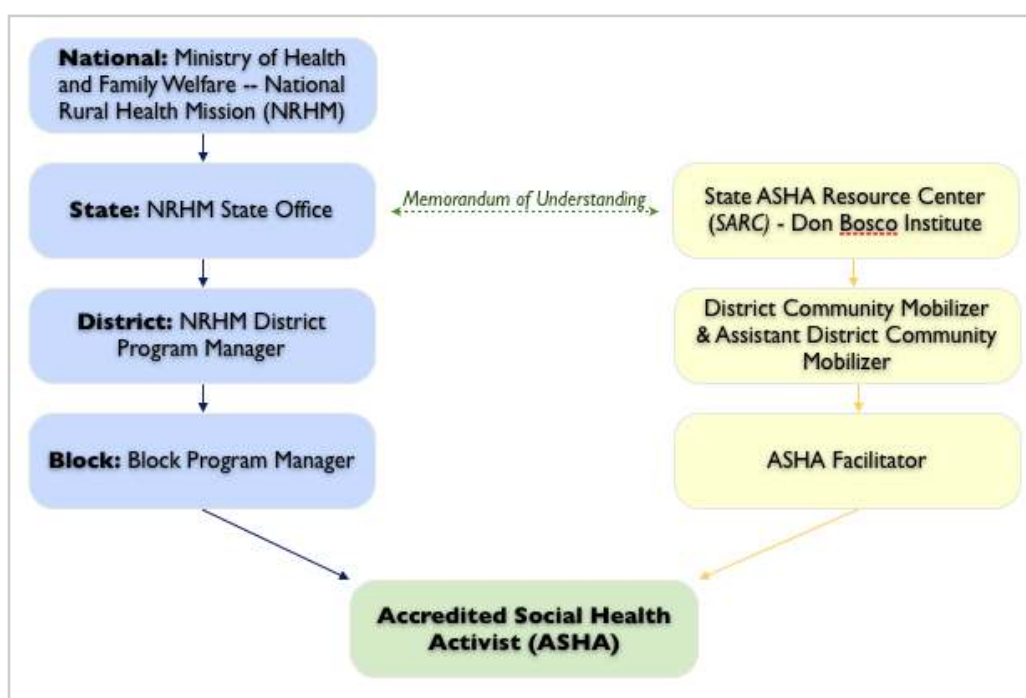 National: Ministry of Health
and Family Welfare -- National
Rural Health Mission (NRHM)
State: NRHM State Office
Memorandum of Understanding
State ASHA Resource Center
(SARC) - Don Bosco Institute
District: NRHM District
Program Manager
District Community Mobilizer
& Assistant District Community
Mobilizer
Block: Block Program Manager
ASHA Facilitator
Accredited Social Health
Activist (ASHA)